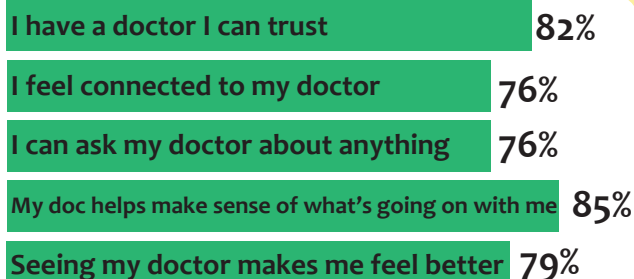 I have a doctor I can trust 82%
I feel connected to my doctor 76%
I can ask my doctor about anything 76%
My doc helps make sense of what's going on with me 85%
Seeing my doctor makes me feel better 79%